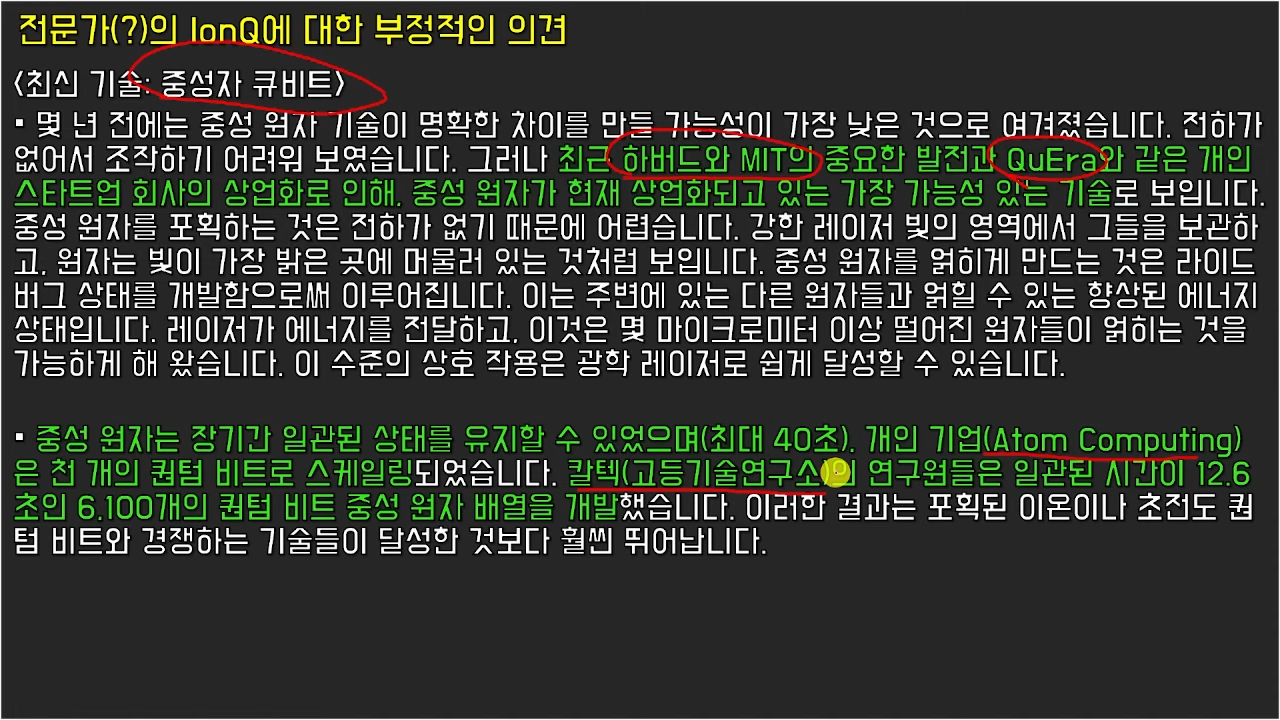 전문가(?)의 IonQ에 대한 부정적인 의견
<최신 기술: 중성자 큐비트>
▪ 몇 년 전에는 중성 원자 기술이 명확한 차이를 만든 가능성이 가장 낮은 것으로 여겨졌습니다. 전하가
없어서 조작하기 어려워 보였습니다. 그러나 최근 하버드와 MIT의 중요한 발전과 QuEra와 같은 개인
스타트업 회사의 상업화로 인해, 중성 원자가 현재 상업화되고 있는 가장 가능성 있는 기술로 보입니다.
중성 원자를 포획하는 것은 전하가 없기 때문에 어렵습니다. 강한 레이저 빛의 영역에서 그들을 보관하
고, 원자는 빛이 가장 밝은 곳에 머물러 있는 것처럼 보입니다. 중성 원자를 얽히게 만드는 것은 라이드
버그 상태를 개발함으로써 이루어집니다. 이는 주변에 있는 다른 원자들과 얽힐 수 있는 향상된 에너지
상태입니다. 레이저가 에너지를 전달하고, 이것은 몇 마이크로미터 이상 떨어진 원자들이 얽히는 것을
가능하게 해 왔습니다. 이 수준의 상호 작용은 광학 레이저로 쉽게 달성할 수 있습니다.
▪ 중성 원자는 장기간 일관된 상태를 유지할 수 있었으며(최대 40초), 개인 기업(Atom Computing)
은 천 개의 퀀텀 비트로 스케일링되었습니다. 칼텍(고등기술연구소)의 연구원들은 일관된 시간이 12.6
초인 6,100개의 퀀텀 비트 중성 원자 배열을 개발했습니다. 이러한 결과는 포획된 이온이나 초전도 퀀
텀 비트와 경쟁하는 기술들이 달성한 것보다 훨씬 뛰어납니다.